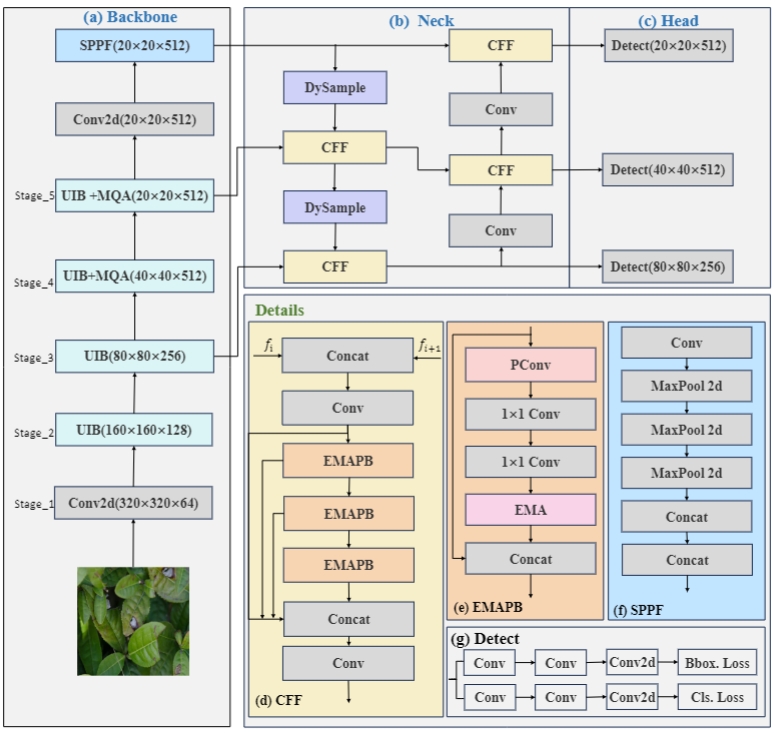 (a) Backbone
SPPF(20×20×512)
Conv2d(20×20×512)
Stage_5
UIB +MQA(20×20×512)
Stage_4
UIB+MQA(40×40×512)
Stage_3
UIB(80×80×256)
Stage_2
UIB(160×160×128)
Stage_1
Conv2d(320×320×64)
(b) Neck
DySample
CFF
DySample
CFF
CFF
Conv
CFF
Conv
(c) Head
Detect(20×20×512)
Detect(40×40×512)
Detect(80×80×256)
Details
fi
fi+1
Concat
Conv
EMAPB
EMAPB
EMAPB
Concat
Conv
(d) CFF
PConv
1×1 Conv
1×1 Conv
EMA
Concat
(e) EMAPB
Conv
MaxPool 2d
MaxPool 2d
MaxPool 2d
Concat
Concat
(f) SPPF
(g) Detect
Conv Conv Conv2d Bbox. Loss
Conv Conv Conv2d Cls. Loss